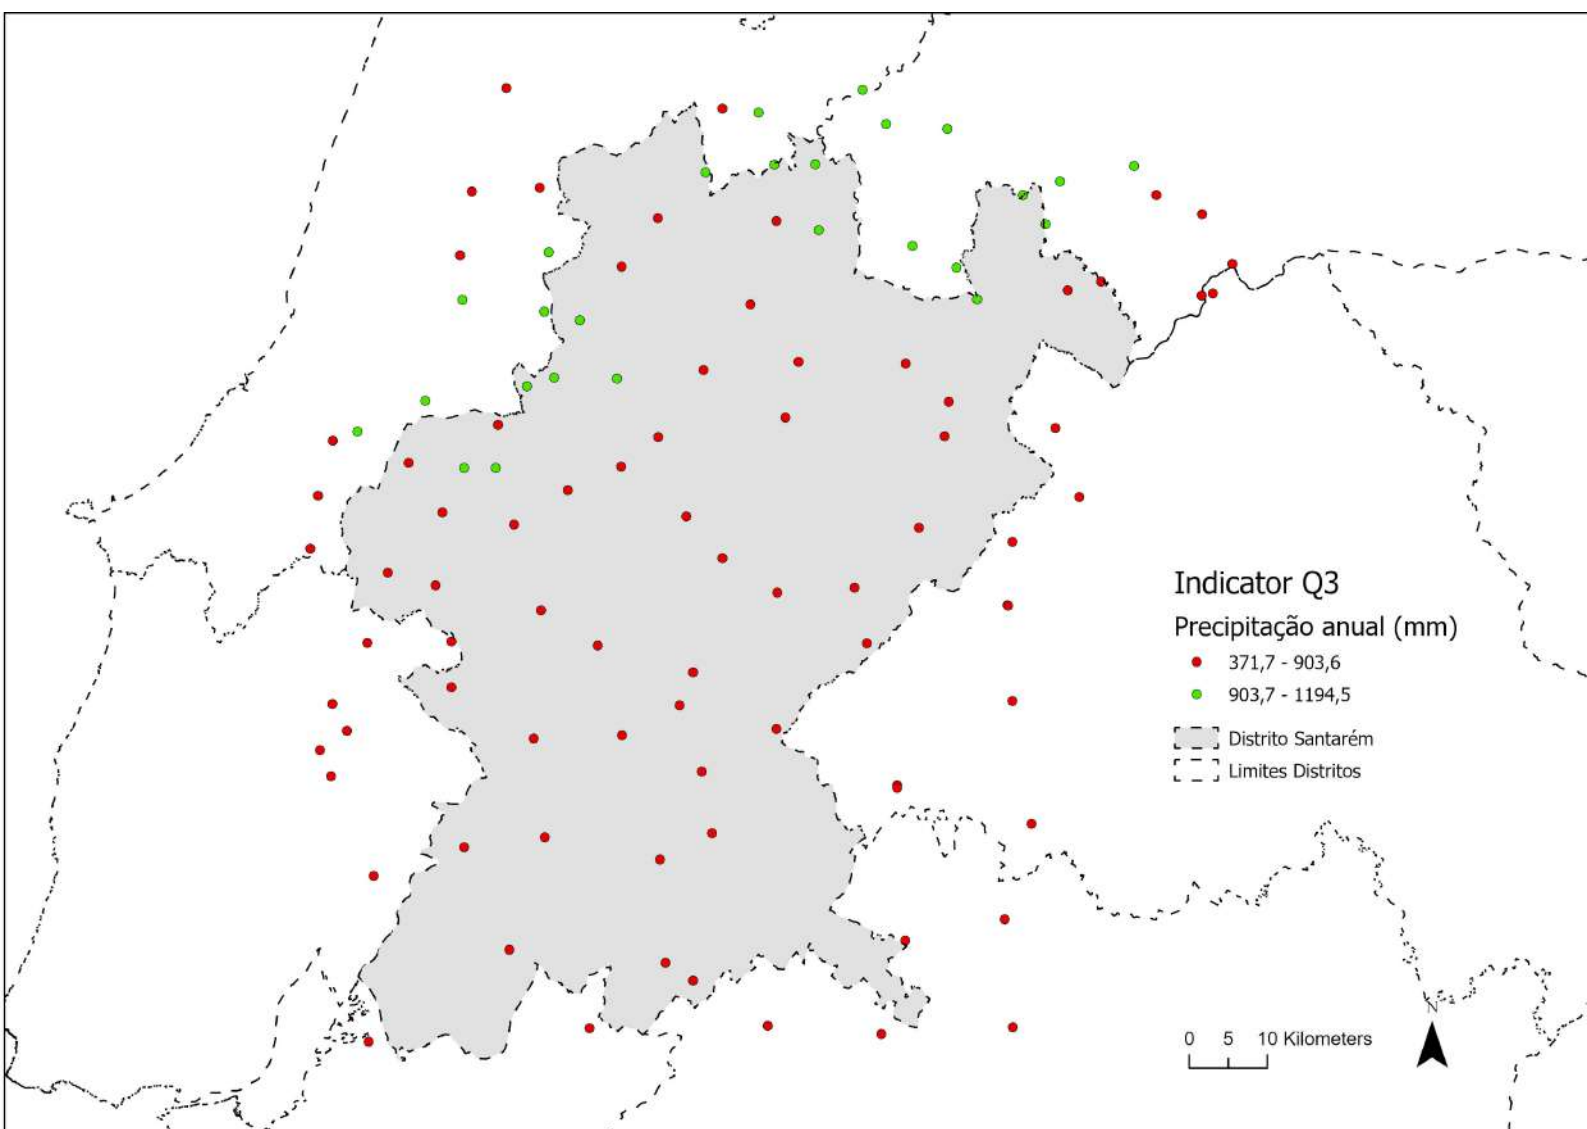 Indicator Q3
Precipitação anual (mm)
371,7 - 903,6
903,7 - 1194,5
Distrito Santarém
Limites Distritos
N
0 5 10 Kilometers